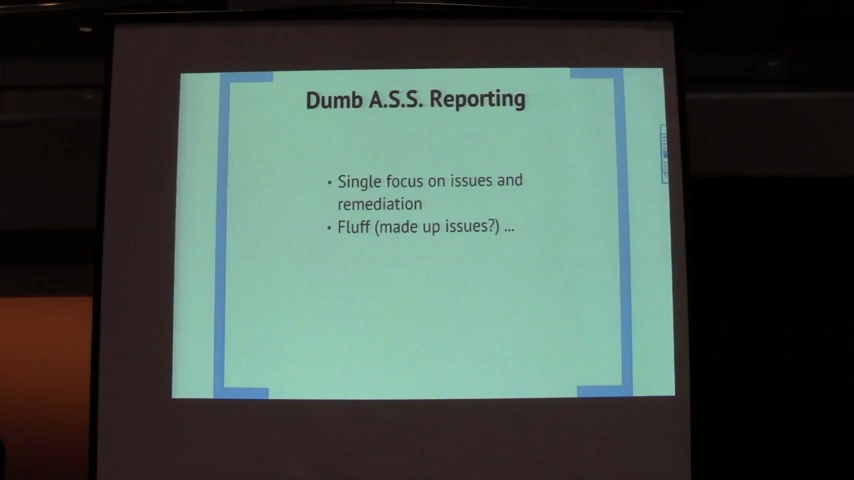 Dumb A.S.S. Reporting
• Single focus on issues and
remediation
• Fluff (made up issues?) ...